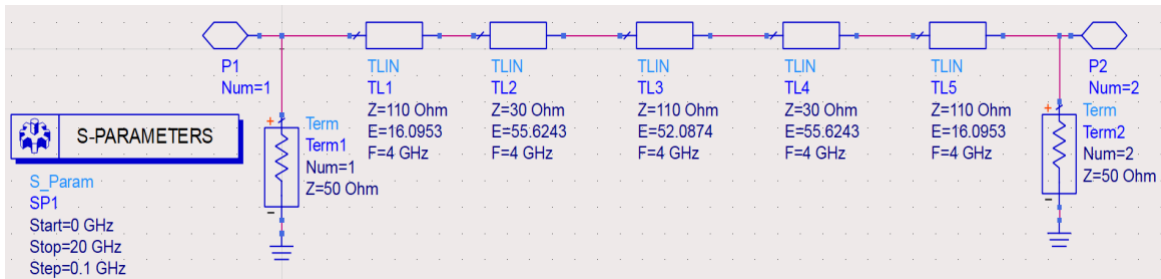 P1
Num=1
TLIN
TL1
Z=110 Ohm
E=16.0953
F=4 GHz
TLIN
TL2
Z=30 Ohm
E=55.6243
F=4 GHz
TLIN
TL3
Z=110 Ohm
E=52.0874
F=4 GHz
TLIN
TL4
Z=30 Ohm
E=55.6243
F=4 GHz
TLIN
TL5
Z=110 Ohm
E=16.0953
F=4 GHz
P2
Num=2
+
Term
Term1
Num=1
Z=50 Ohm
-
+
Term
Term2
Num=2
Z=50 Ohm
-
S-PARAMETERS
S_Param
SP1
Start=0 GHz
Stop=20 GHz
Step=0.1 GHz